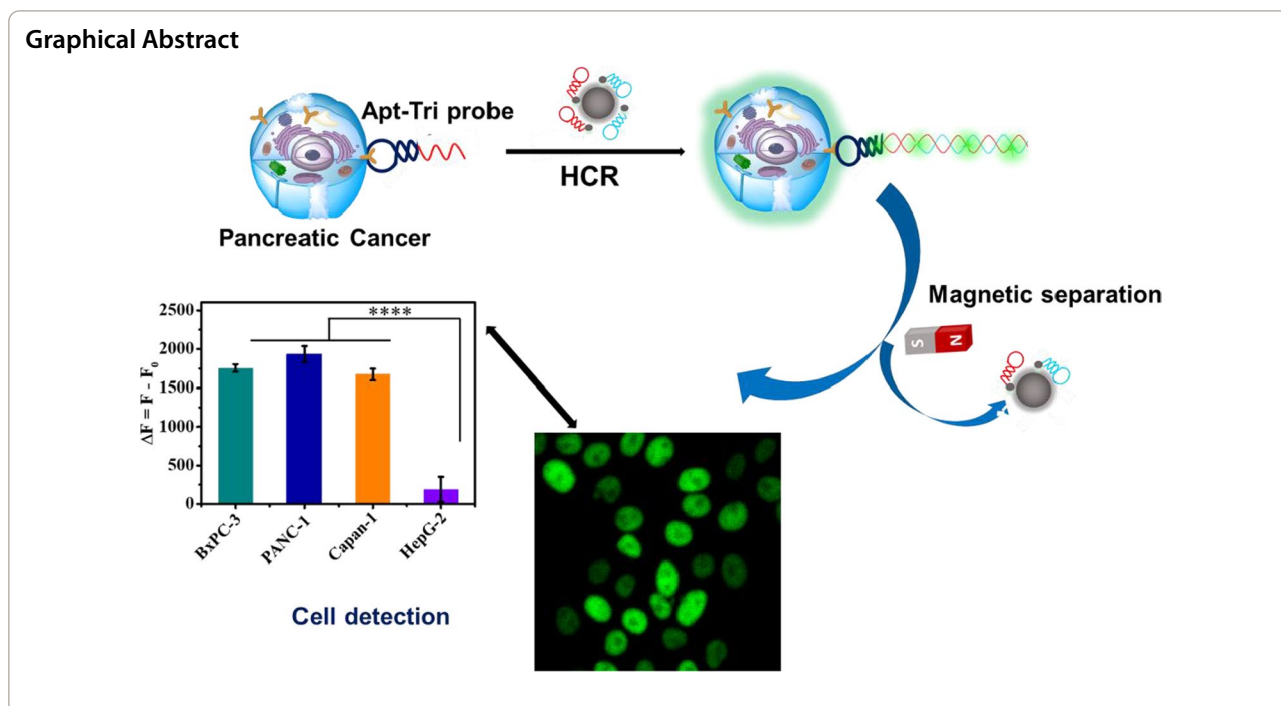 Graphical Abstract
Apt-Tri probe
HCR
Pancreatic Cancer
Magnetic separation
S N
ΔF = F - F₀
2500
2000
1500
1000
500
0
****
BxPC-3
PANC-1
Capan-1
HepG-2
Cell detection